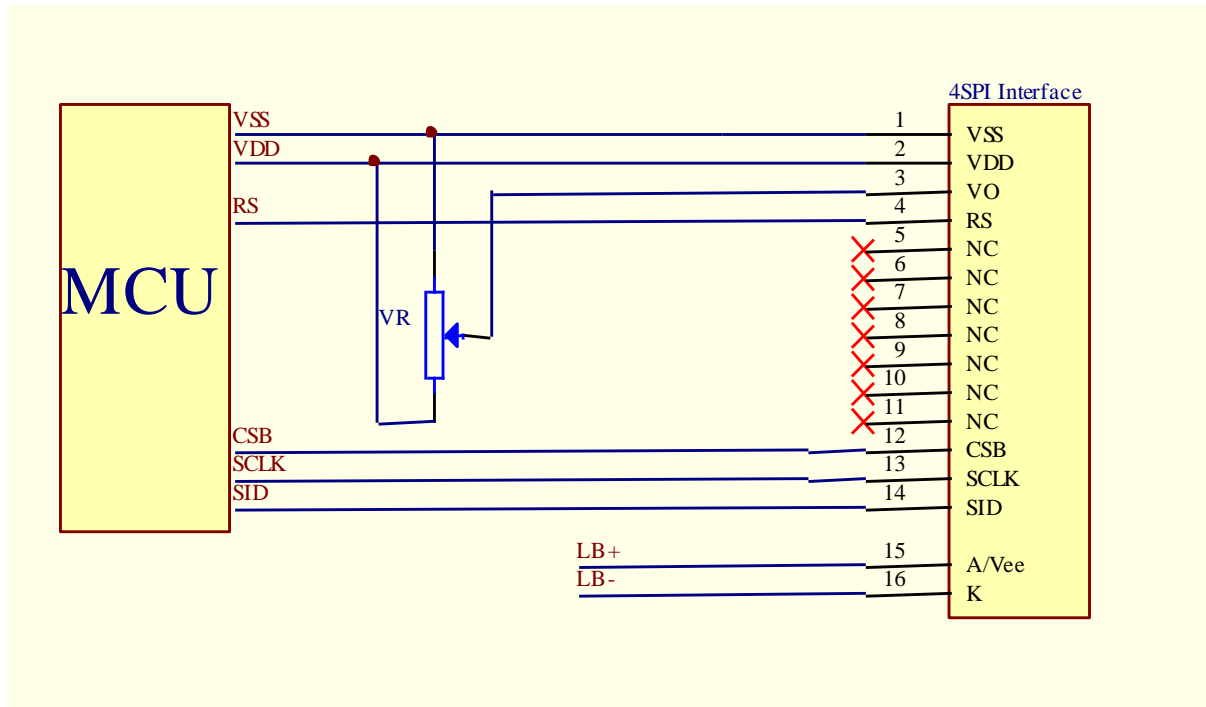 4SPI Interface
VSS 1 VSS
VDD 2 VDD
3 VO
RS 4 RS
5 NC
6 NC
7 NC
MCU
VR 8 NC
9 NC
10 NC
11 NC
CSB 12 CSB
SCLK 13 SCLK
SID 14 SID
LB+ 15 A/Vee
LB- 16 K